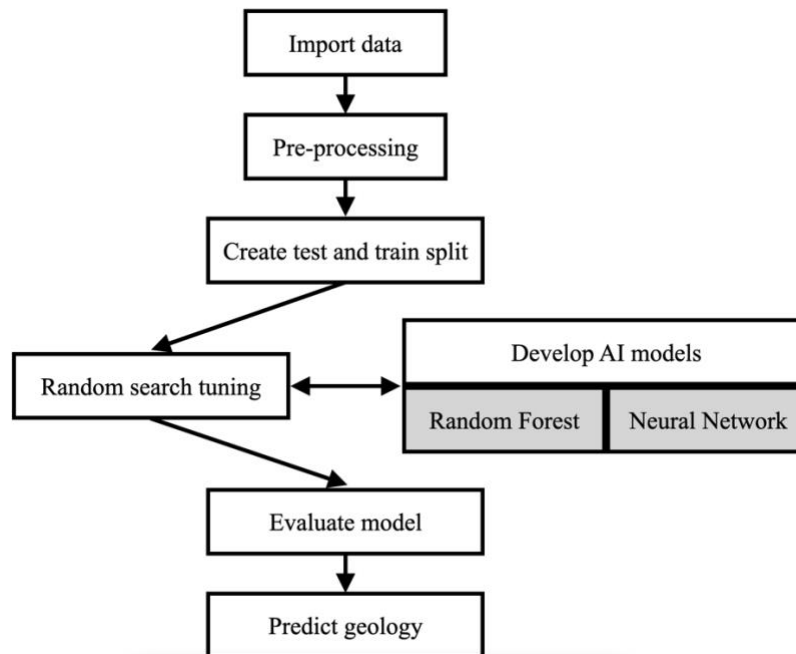 Import data
Pre-processing
Create test and train split
Develop AI models
Random search tuning
Random Forest
Neural Network
Evaluate model
Predict geology